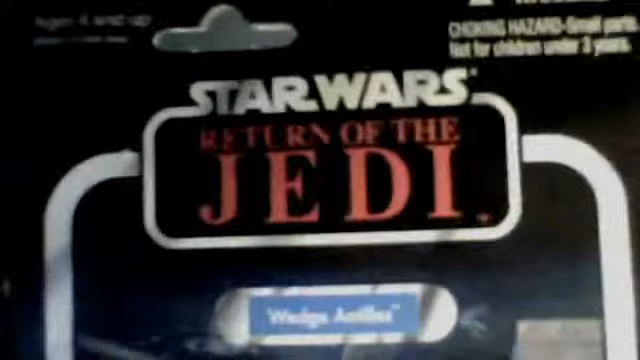 Ages 4 and up
CHOKING HAZARD-Small parts.
Not for children under 3 years.
STAR WARS
RETURN OF THE
JEDI
Wedge Antilles™